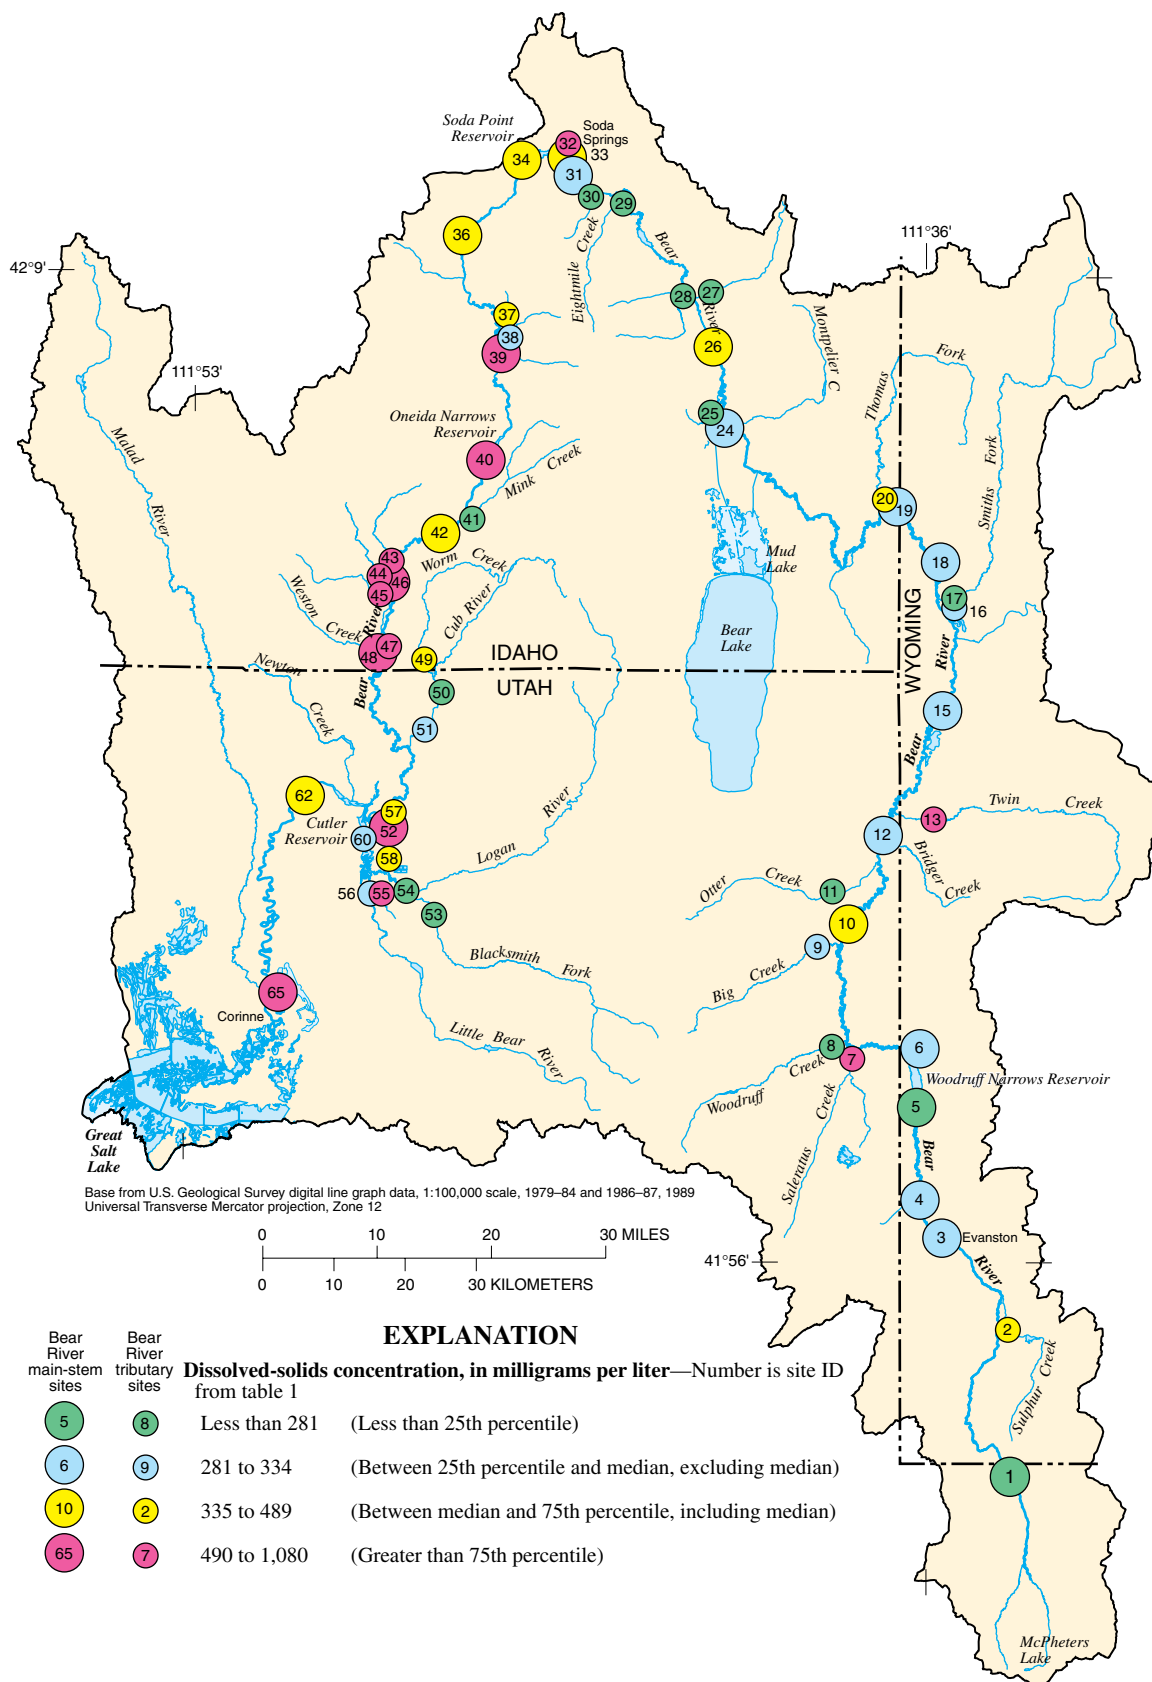 Soda Point
Reservoir
Soda
Springs
32
33
34
31
30
29
36
Eightmile Creek
Bear
River
111°36'
42°9'
28
27
37
38
39
26
Montpelier C
Fork
Thomas
111°53'
Malad
River
Oneida Narrows
Reservoir
25
24
40
Mink Creek
Smiths Fork
20
19
41
42
Mud
Lake
18
43
44
46
45
Worm Creek
Weston
Creek
River
Cub River
17
16
WYOMING
River
Bear
Lake
47
48
49
IDAHO
UTAH
Newton
Creek
Bear
50
51
15
Bear
62
57
52
Cutler
Reservoir
60
58
Logan River
13
Twin Creek
12
Bridger
Creek
56
55
54
53
Otter Creek
11
10
9
Big Creek
Blacksmith Fork
65
Corinne
Little Bear River
8
7
6
Woodruff Creek
Woodruff Narrows Reservoir
5
Saleratus Creek
Bear
Great
Salt
Lake
4
3
Evanston
River
41°56'
2
Sulphur Creek
1
McPheters
Lake
Base from U.S. Geological Survey digital line graph data, 1:100,000 scale, 1979–84 and 1986–87, 1989
Universal Transverse Mercator projection, Zone 12
0 10 20 30 MILES
0 10 20 30 KILOMETERS
EXPLANATION
Bear
River
main-stem
sites
Bear
River
tributary
sites
Dissolved-solids concentration, in milligrams per liter—Number is site ID
from table 1
5 8 Less than 281 (Less than 25th percentile)
6 9 281 to 334 (Between 25th percentile and median, excluding median)
10 2 335 to 489 (Between median and 75th percentile, including median)
65 7 490 to 1,080 (Greater than 75th percentile)